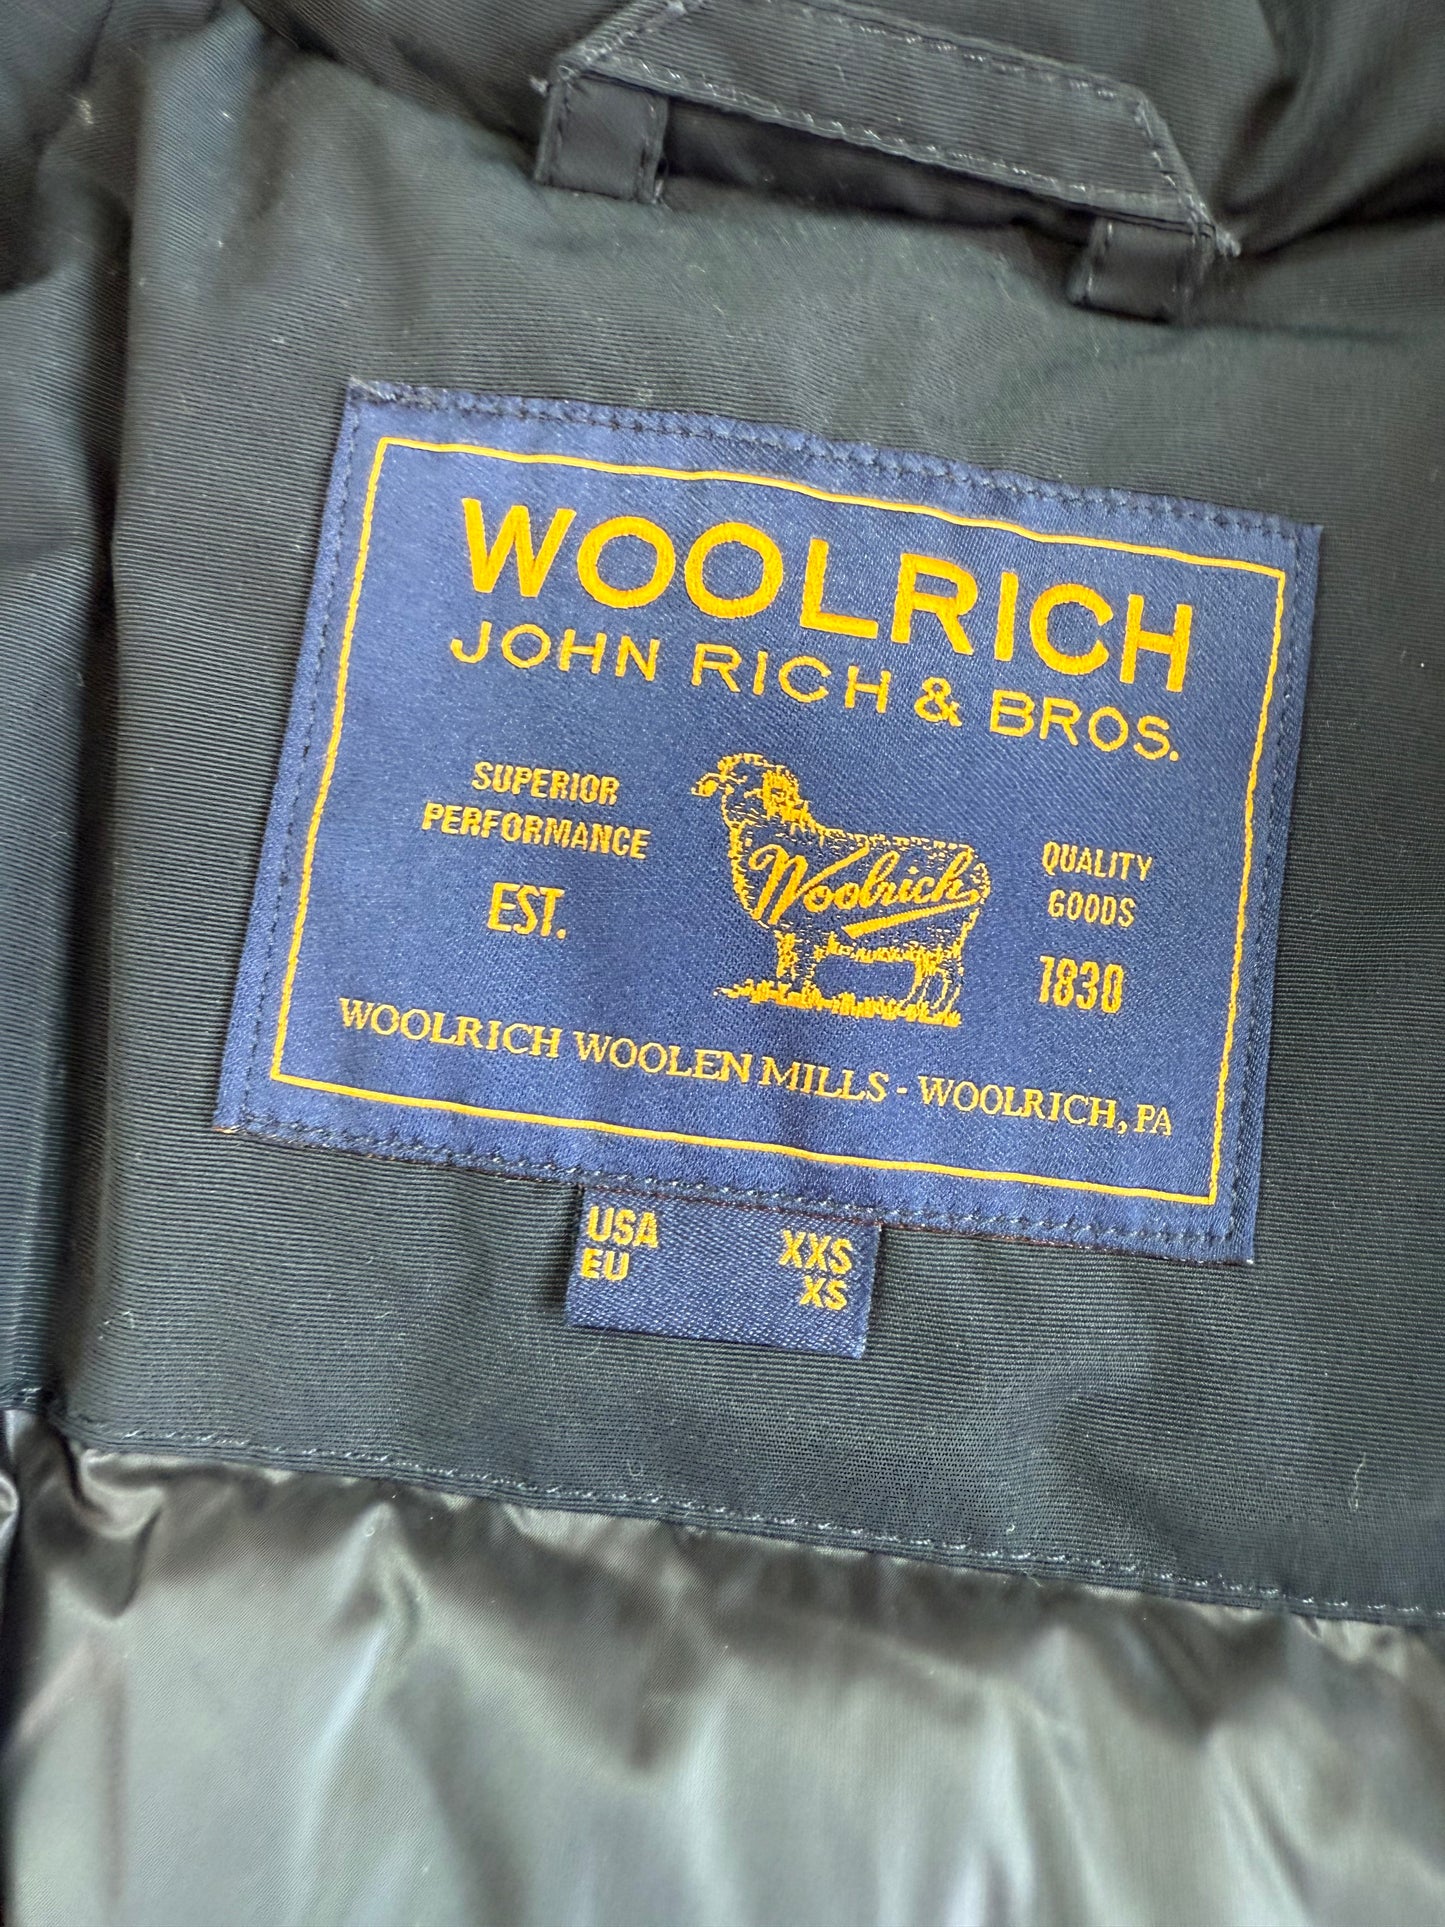 WOOLRICH
JOHN RICH & BROS.
SUPERIOR
PERFORMANCE
EST.
Woolrich
QUALITY
GOODS
1830
WOOLRICH WOOLEN MILLS - WOOLRICH, PA
USA XXS
EU XS